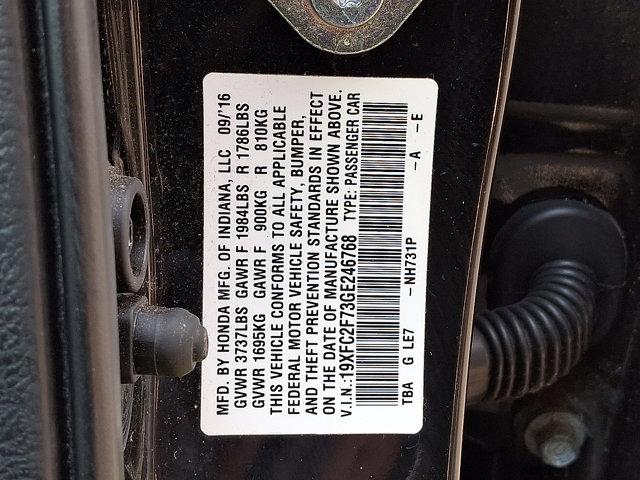 MFD. BY HONDA MFG. OF INDIANA, LLC 09/'16
GVWR 3737LBS GAWR F 1984LBS R 1786LBS
GVWR 1695KG GAWR F 900KG R 810KG
THIS VEHICLE CONFORMS TO ALL APPLICABLE
FEDERAL MOTOR VEHICLE SAFETY, BUMPER,
AND THEFT PREVENTION STANDARDS IN EFFECT
ON THE DATE OF MANUFACTURE SHOWN ABOVE.
V.I.N.:19XFC2F73GE246768 TYPE: PASSENGER CAR
TBA G LE7 -NH731P -A -E